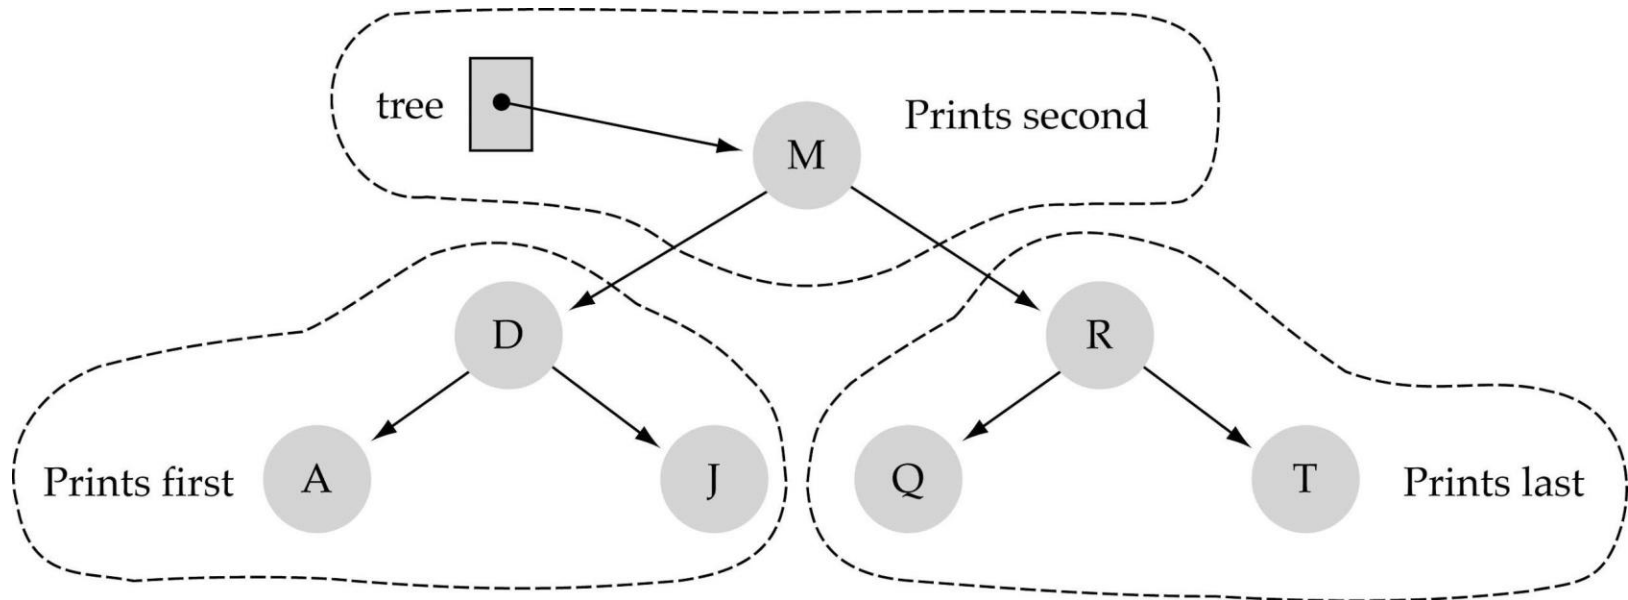 tree
M
Prints second
D
R
Prints first
A
J
Q
T
Prints last